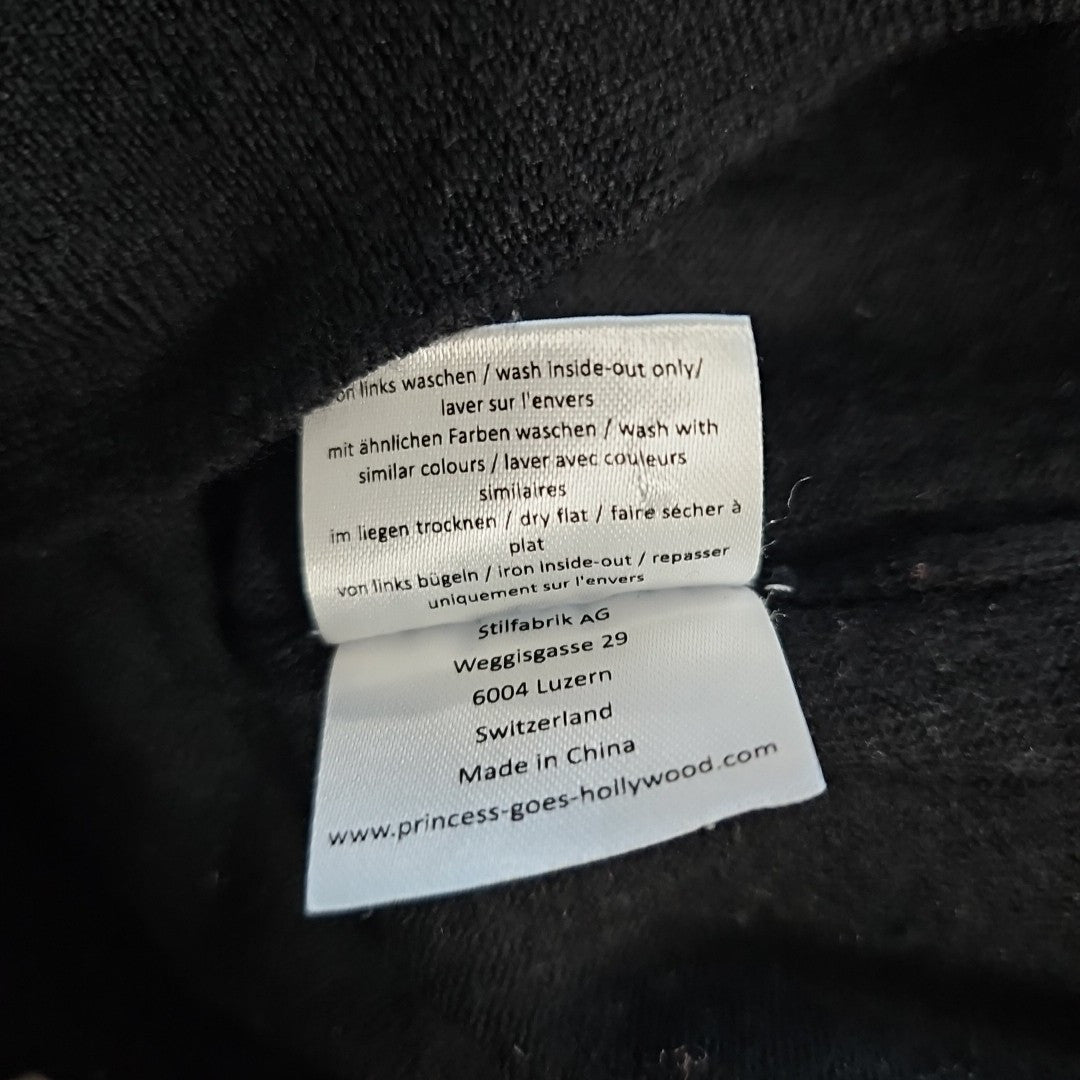 von links waschen / wash inside-out only/
laver sur l'envers
mit ähnlichen Farben waschen / wash with
similar colours / laver avec couleurs
similaires
im liegen trocknen / dry flat / faire sécher à
plat
von links bügeln / iron inside-out / repasser
uniquement sur l'envers
Stilfabrik AG
Weggisgasse 29
6004 Luzern
Switzerland
Made in China
www.princess-goes-hollywood.com